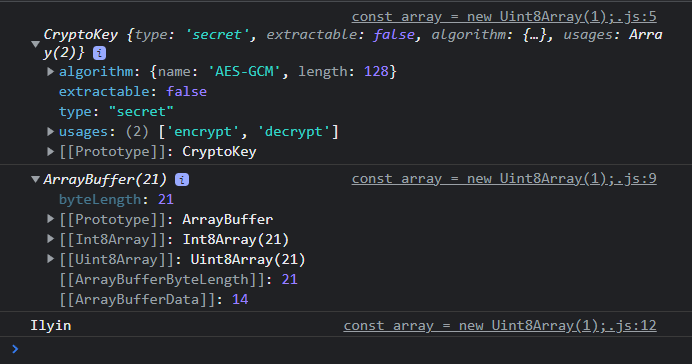 const array = new Uint8Array(1);.js:5
CryptoKey {type: 'secret', extractable: false, algorithm: {…}, usages: Arra
y(2)} i
algorithm: {name: 'AES-GCM', length: 128}
extractable: false
type: "secret"
usages: (2) ['encrypt', 'decrypt']
[[Prototype]]: CryptoKey
ArrayBuffer(21) i const array = new Uint8Array(1);.js:9
byteLength: 21
[[Prototype]]: ArrayBuffer
[[Int8Array]]: Int8Array(21)
[[Uint8Array]]: Uint8Array(21)
[[ArrayBufferByteLength]]: 21
[[ArrayBufferData]]: 14
Ilyin const array = new Uint8Array(1);.js:12